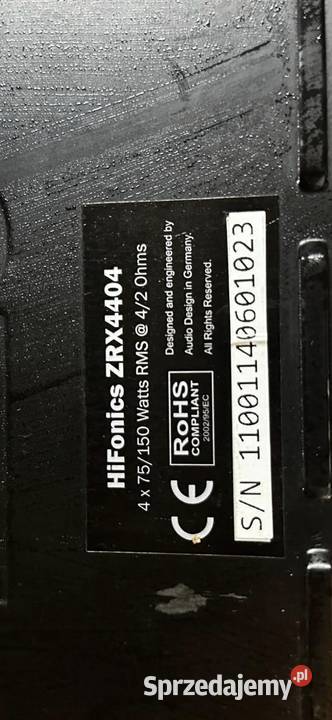 HiFonics ZRX4404
4 x 75/150 Watts RMS @ 4/2 Ohms
Designed and engineered by
Audio Design in Germany.
All Rights Reserved.
CE
RoHS
COMPLIANT
2002/95/EC
S/N 11001140601023
Sprzedajemy.pl